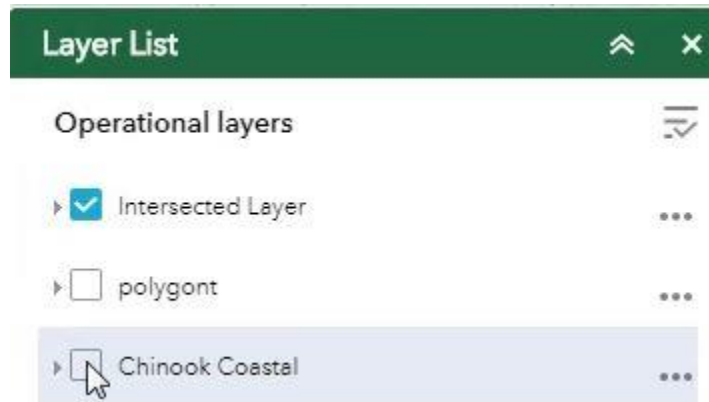 Layer List
Operational layers
Intersected Layer
polygont
Chinook Coastal